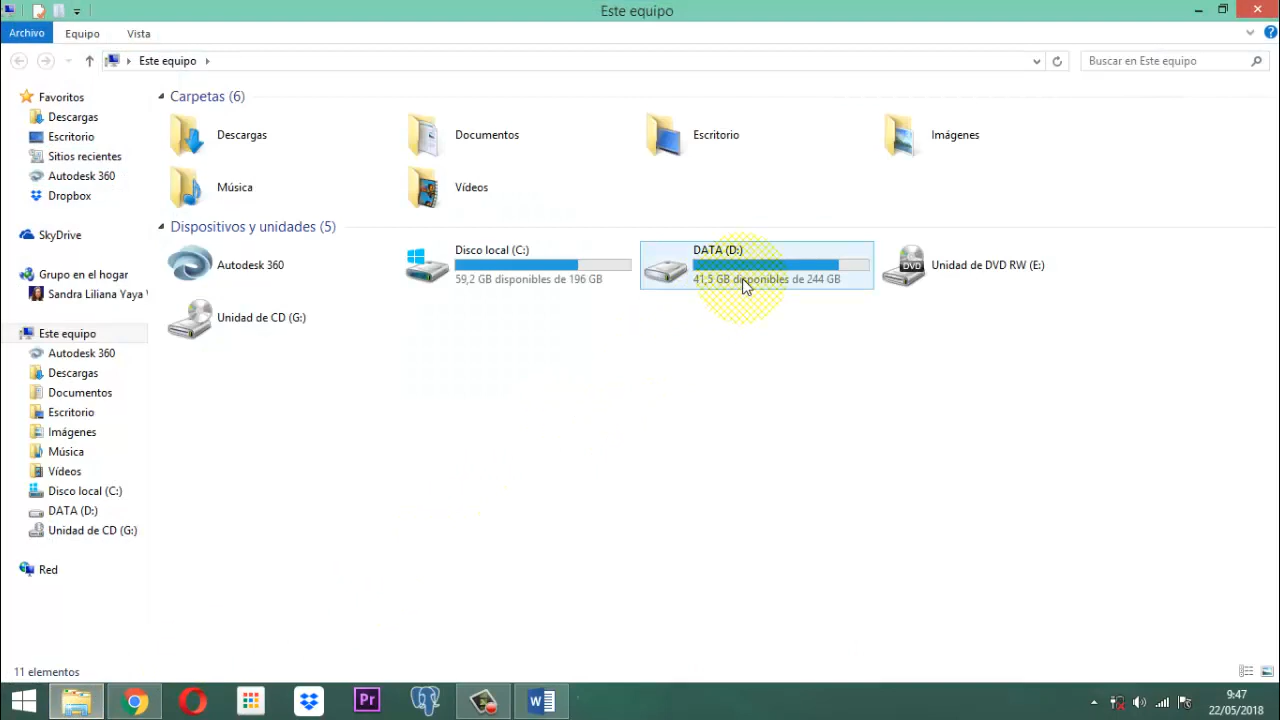 Este equipo
Archivo
Equipo
Vista
Este equipo
Buscar en Este equipo
Favoritos
Descargas
Escritorio
Sitios recientes
Autodesk 360
Dropbox
SkyDrive
Grupo en el hogar
Sandra Liliana Yaya
Este equipo
Autodesk 360
Descargas
Documentos
Escritorio
Imágenes
Música
Vídeos
Disco local (C:)
DATA (D:)
Unidad de CD (G:)
Red
Carpetas (6)
Descargas
Documentos
Escritorio
Imágenes
Música
Vídeos
Dispositivos y unidades (5)
Autodesk 360
Disco local (C:)
59,2 GB disponibles de 196 GB
DATA (D:)
41,5 GB disponibles de 244 GB
DVD
Unidad de DVD RW (E:)
Unidad de CD (G:)
11 elementos
Pr
W
9:47
22/05/2018